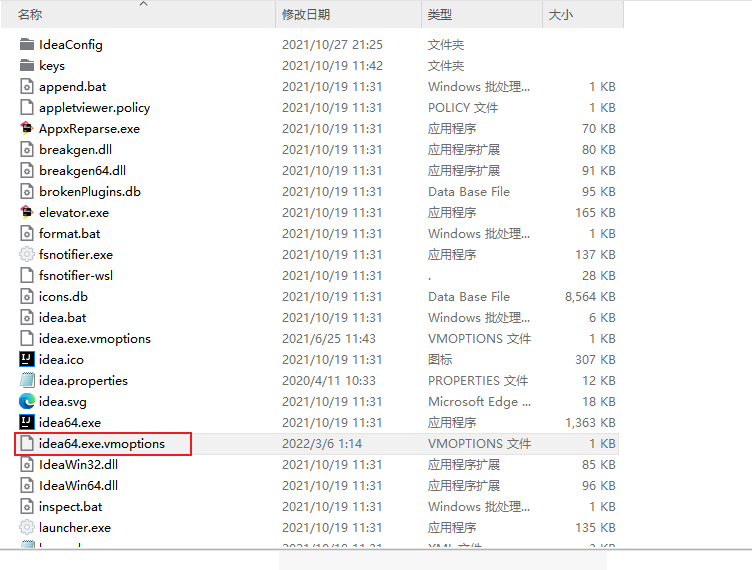 名称 修改日期 类型 大小
IdeaConfig 2021/10/27 21:25 文件夹
keys 2021/10/19 11:42 文件夹
append.bat 2021/10/19 11:31 Windows 批处理... 1 KB
appletviewer.policy 2021/10/19 11:31 POLICY 文件 1 KB
AppxReparse.exe 2021/10/19 11:31 应用程序 70 KB
breakgen.dll 2021/10/19 11:31 应用程序扩展 80 KB
breakgen64.dll 2021/10/19 11:31 应用程序扩展 91 KB
brokenPlugins.db 2021/10/19 11:31 Data Base File 95 KB
elevator.exe 2021/10/19 11:31 应用程序 165 KB
format.bat 2021/10/19 11:31 Windows 批处理... 1 KB
fsnotifier.exe 2021/10/19 11:31 应用程序 137 KB
fsnotifier-wsl 2021/10/19 11:31 . 28 KB
icons.db 2021/10/19 11:31 Data Base File 8,564 KB
idea.bat 2021/10/19 11:31 Windows 批处理... 6 KB
idea.exe.vmoptions 2021/6/25 11:43 VMOPTIONS 文件 1 KB
idea.ico 2021/10/19 11:31 图标 307 KB
idea.properties 2020/4/11 10:33 PROPERTIES 文件 12 KB
idea.svg 2021/10/19 11:31 Microsoft Edge ... 2 KB
idea64.exe 2021/10/19 11:31 应用程序 1,363 KB
idea64.exe.vmoptions 2022/3/6 1:14 VMOPTIONS 文件 1 KB
IdeaWin32.dll 2021/10/19 11:31 应用程序扩展 85 KB
IdeaWin64.dll 2021/10/19 11:31 应用程序扩展 96 KB
inspect.bat 2021/10/19 11:31 Windows 批处理... 1 KB
launcher.exe 2021/10/19 11:31 应用程序 135 KB